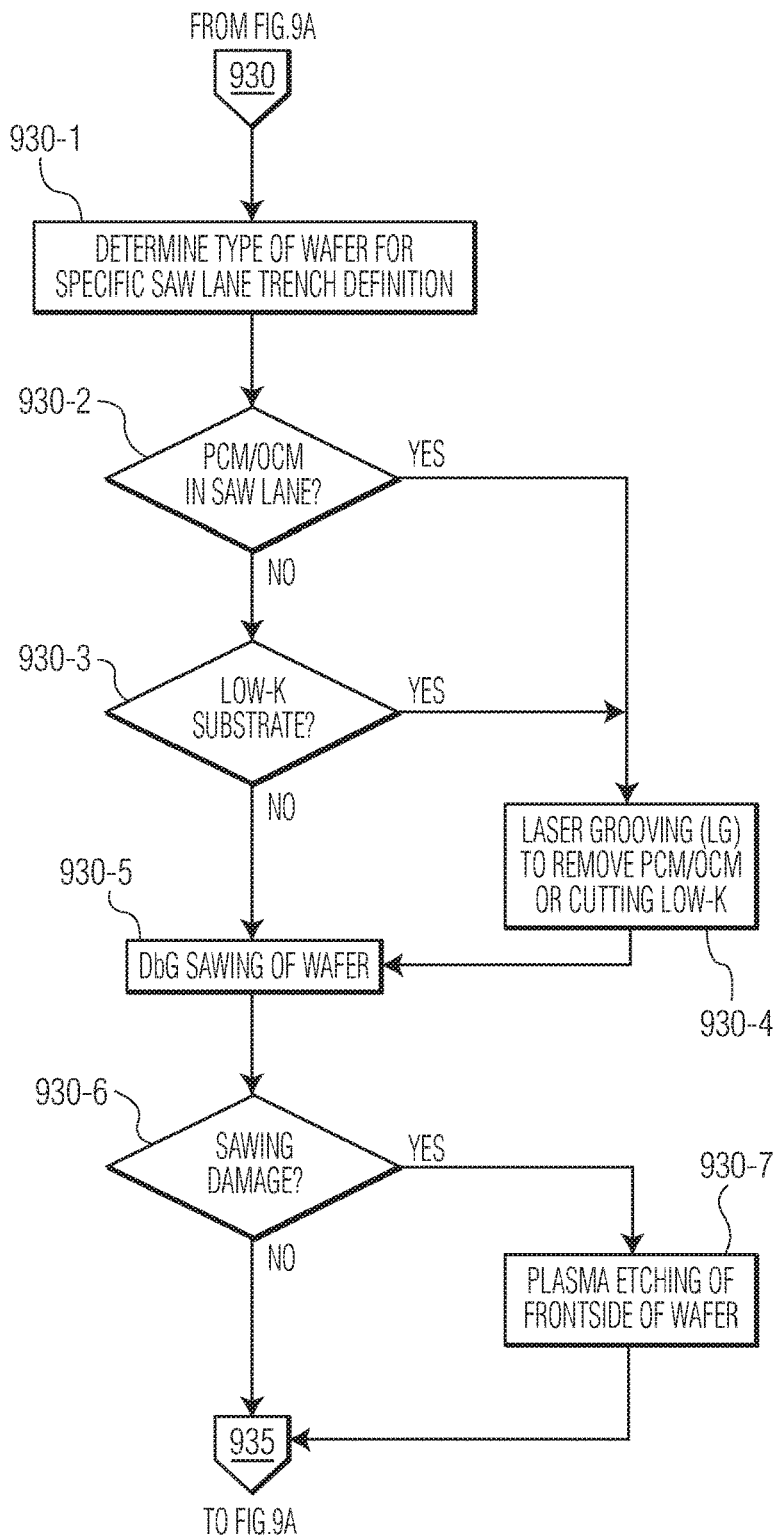 FROM FIG.9A
930
930-1
DETERMINE TYPE OF WAFER FOR
SPECIFIC SAW LANE TRENCH DEFINITION
930-2
PCM/OCM
IN SAW LANE?
YES
NO
930-3
LOW-K
SUBSTRATE?
YES
NO
LASER GROOVING (LG)
TO REMOVE PCM/OCM
OR CUTTING LOW-K
930-4
930-5
DbG SAWING OF WAFER
930-6
SAWING
DAMAGE?
YES
NO
930-7
PLASMA ETCHING OF
FRONTSIDE OF WAFER
935
TO FIG.9A